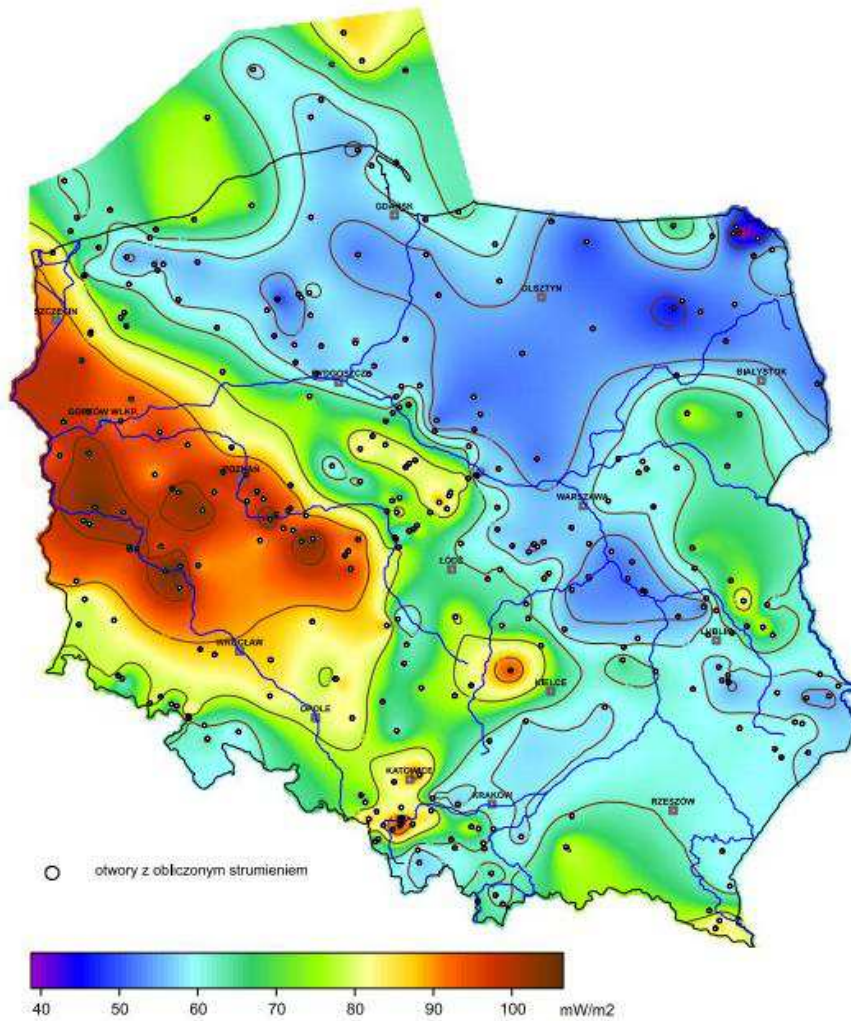 GDAŃSK
OLSZTYN
SZCZECIN
BIAŁYSTOK
BYDGOSZCZ
GORZÓW WLKP.
POZNAŃ
WARSZAWA
ŁÓDŹ
LUBLIN
WROCŁAW
KIELCE
OPOLE
KATOWICE
KRAKÓW
RZESZÓW
otwory z obliczonym strumieniem
40 50 60 70 80 90 100 mW/m2